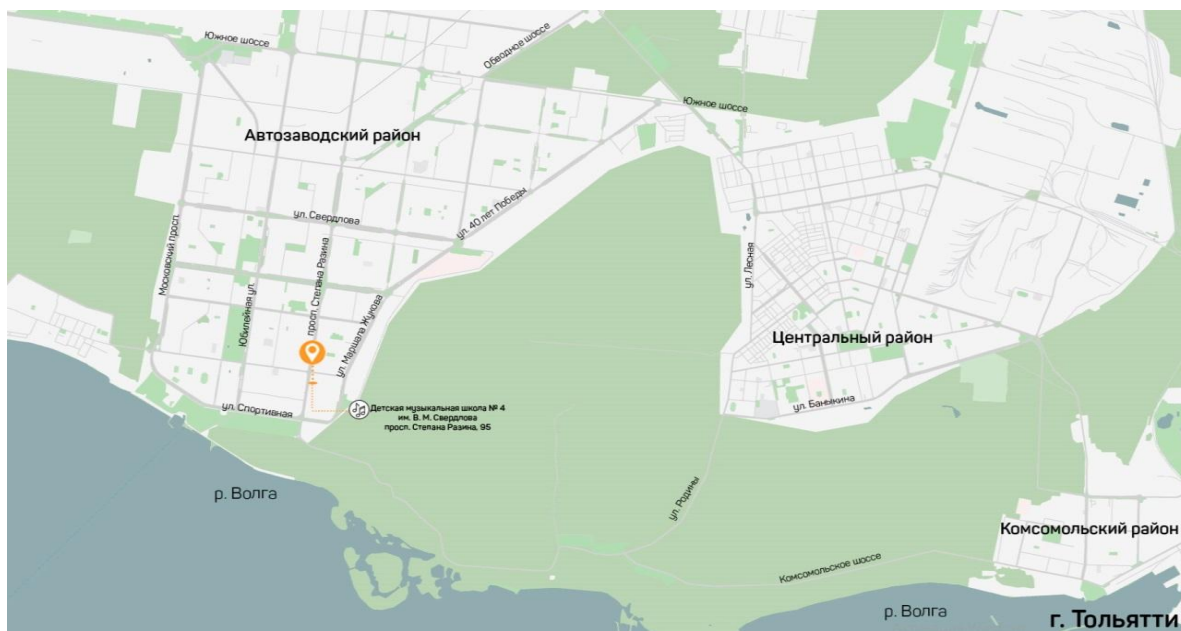 Южное шоссе
Обводное шоссе
Южное шоссе
Автозаводский район
ул. 40 лет Победы
ул. Свердлова
Московский просп.
просп. Степана Разина
Юбилейная ул.
ул. Маршала Жукова
ул. Лесная
Центральный район
ул. Баныкина
ул. Спортивная
Детская музыкальная школа № 4
им. В. М. Свердлова
просп. Степана Разина, 95
р. Волга
ул. Родины
Комсомольский район
Комсомольское шоссе
р. Волга
г. Тольятти